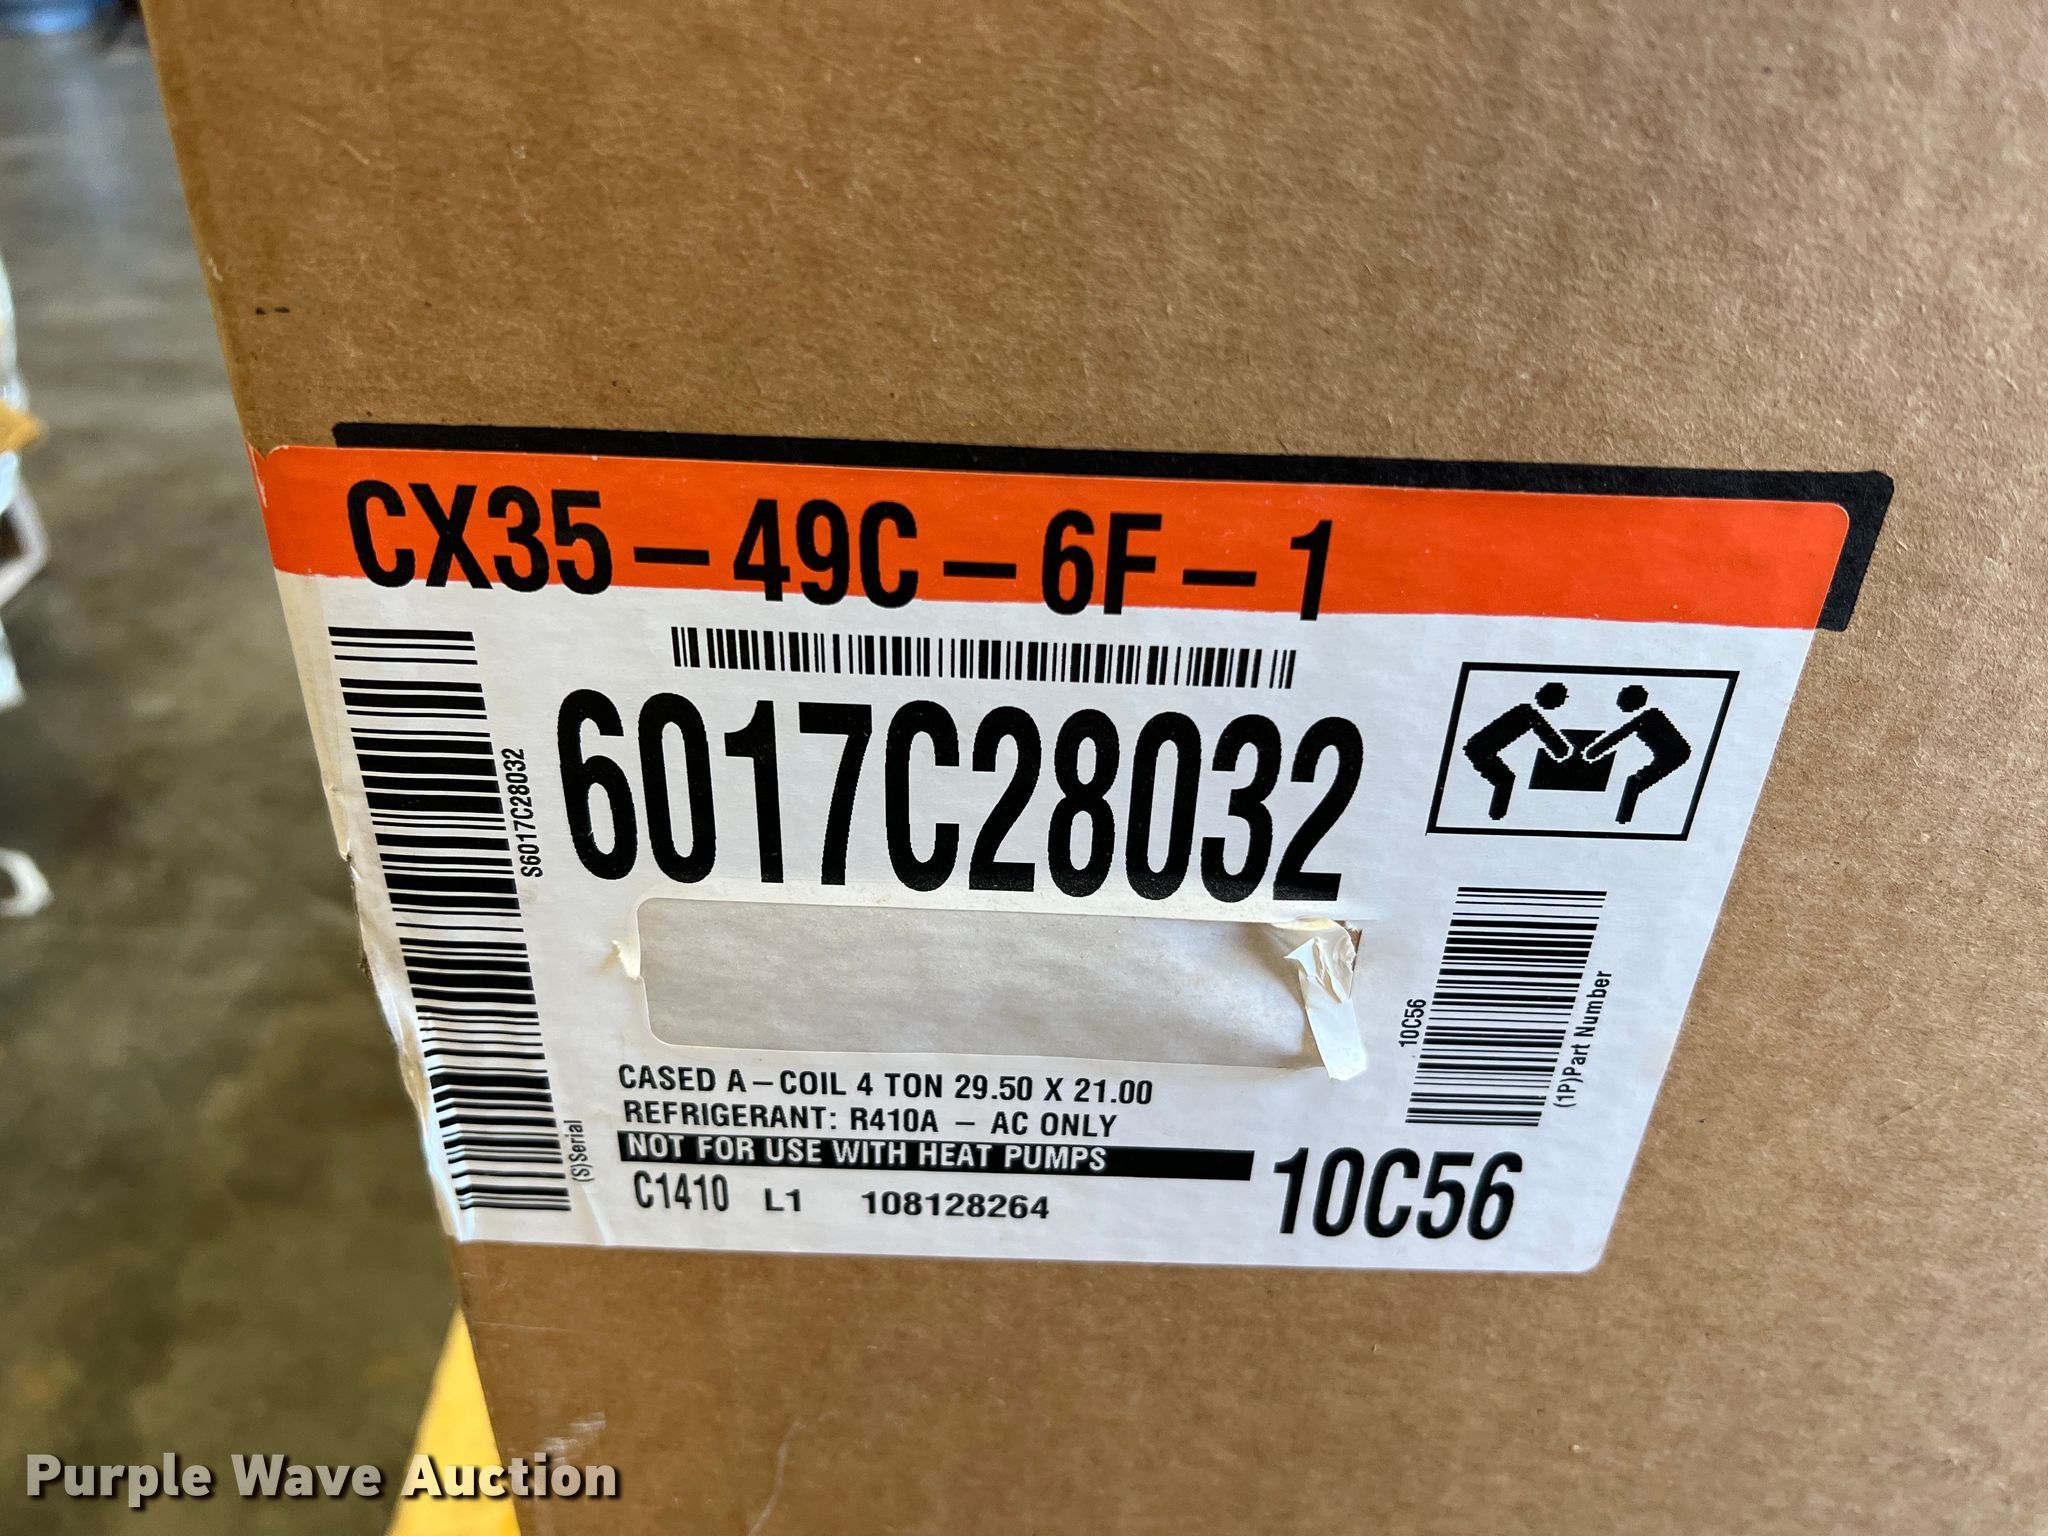 CX35-49C-6F-1
6017C28032
S6017C28032
(S)Serial
10C56
(1P)Part Number
CASED A-COIL 4 TON 29.50 X 21.00
REFRIGERANT: R410A - AC ONLY
NOT FOR USE WITH HEAT PUMPS
C1410 L1 108128264
10C56
Purple Wave Auction